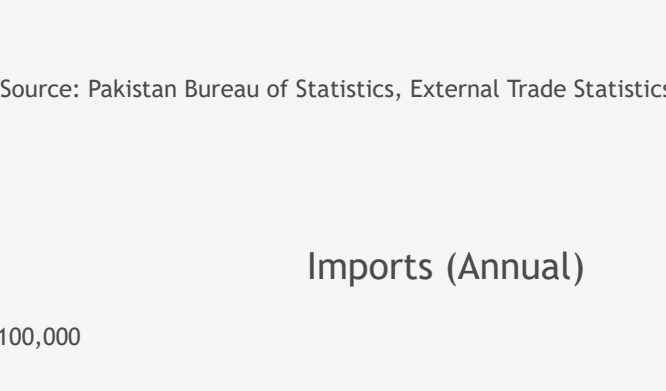 Source: Pakistan Bureau of Statistics, External Trade Statistics
Imports (Annual)
100,000